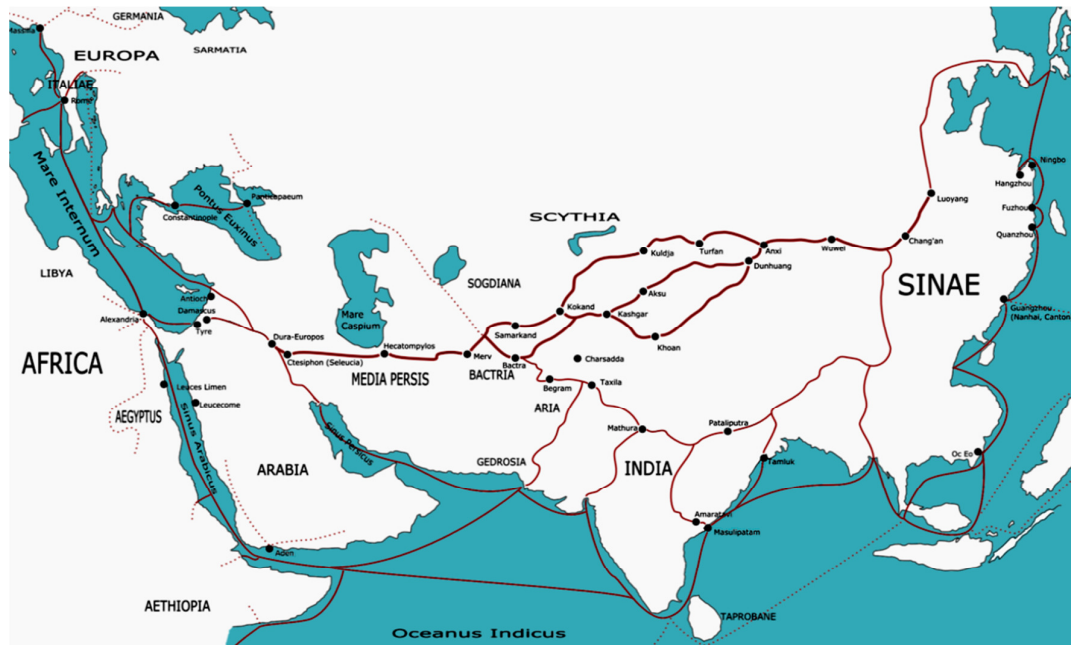 GERMANIA
Massilia
SARMATIA
EUROPA
ITALIAE
Rome
Mare Internum
Pontus Euxinus
Panticapaeum
Constantinople
LIBYA
Antioch
Damascus
Alexandria
Tyre
SCYTHIA
SOGDIANA
Mare
Caspium
Kuldja
Turfan
Anxi
Wuwei
Chang'an
Luoyang
Ningbo
Hangzhou
Fuzhou
Quanzhou
Dunhuang
Aksu
Kokand
Kashgar
Samarkand
Khoan
SINAE
Guangzhou
(Nanhai, Canton)
Dura-Europos
Ctesiphon (Seleucia)
Hecatompylos
Merv
Bactra
Charsadda
AFRICA
MEDIA PERSIS
BACTRIA
Begram
Taxila
Leuces Limen
Leucecome
AEGYPTUS
ARIA
Mathura
Pataliputra
Sinus Arabicus
Sinus Persicus
ARABIA
GEDROSIA
INDIA
Tamluk
Oc Eo
Amaratavi
Masulipatam
Aden
AETHIOPIA
TAPROBANE
Oceanus Indicus